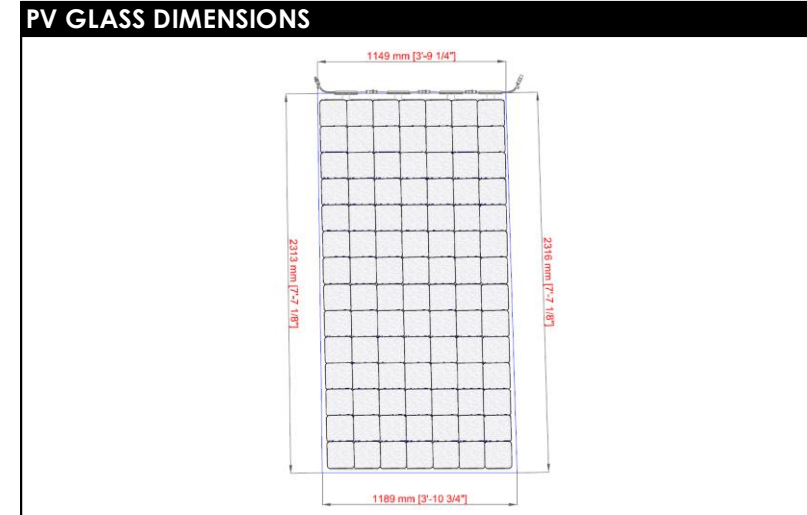 PV GLASS DIMENSIONS
1149 mm [3'-9 1/4"]
2313 mm [7'-7 1/8"]
2316 mm [7'-7 1/8"]
1189 mm [3'-10 3/4"]